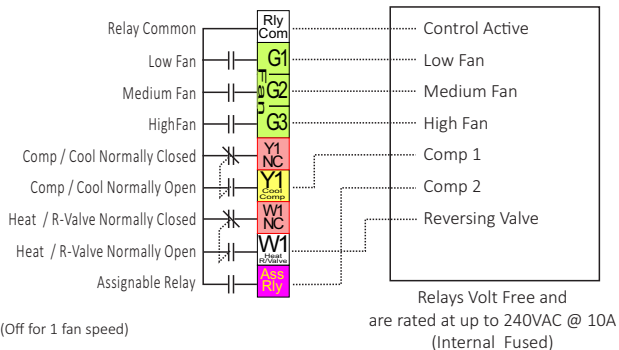 Relay Common
Rly
Com
Control Active
Low Fan
G1
Low Fan
Medium Fan
G2
Medium Fan
HighFan
G3
High Fan
Fan
Comp / Cool Normally Closed
Y1
NC
Comp 1
Comp / Cool Normally Open
Y1
Cool
Comp
Comp 2
Heat / R-Valve Normally Closed
W1
NC
Reversing Valve
Heat / R-Valve Normally Open
W1
Heat
R/Valve
Assignable Relay
Ass
Rly
Relays Volt Free and
are rated at up to 240VAC @ 10A
(Internal Fused)
(Off for 1 fan speed)